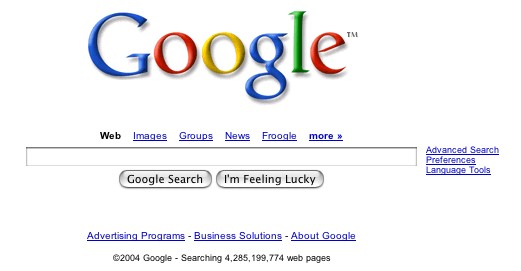 Google™
Web Images Groups News Froogle more »
Advanced Search
Preferences
Language Tools
Google Search I'm Feeling Lucky
Advertising Programs - Business Solutions - About Google
©2004 Google - Searching 4,285,199,774 web pages